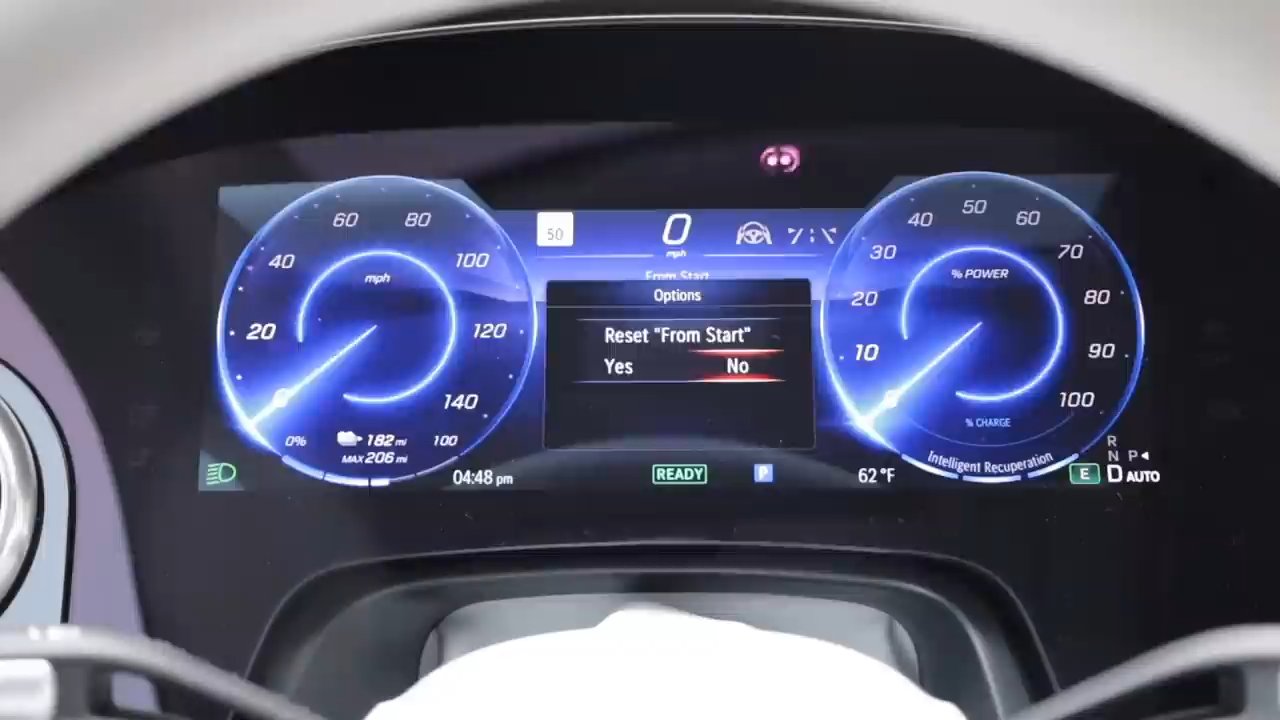 50
0
mph
From Start
Options
Reset "From Start"
Yes No
20
40
60
80
100
120
140
mph
0% 182 mi 100
MAX 206 mi
10
20
30
40
50
60
70
80
90
100
% POWER
% CHARGE
Intelligent Recuperation
04:48 pm
READY
P
62 °F
E
R
N P◄
D AUTO